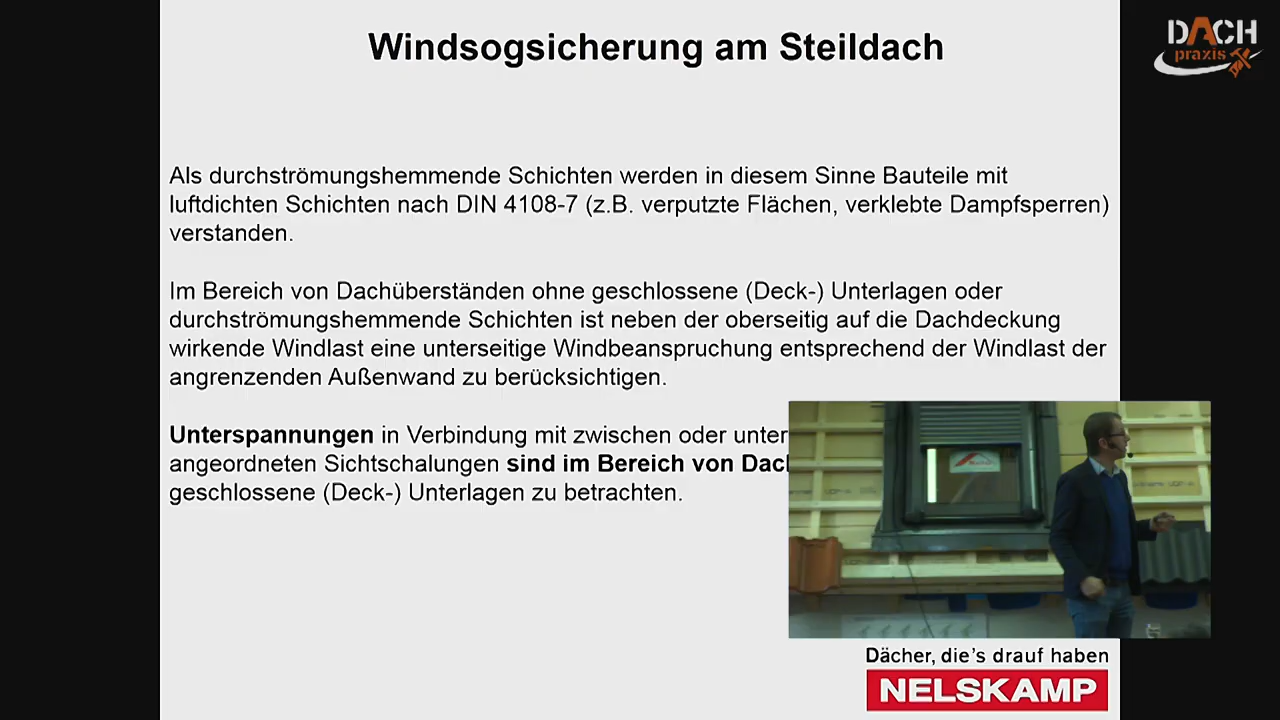 Windsogsicherung am Steildach
DACH
praxis
Als durchströmungshemmende Schichten werden in diesem Sinne Bauteile mit
luftdichten Schichten nach DIN 4108-7 (z.B. verputzte Flächen, verklebte Dampfsperren)
verstanden.
Im Bereich von Dachüberständen ohne geschlossene (Deck-) Unterlagen oder
durchströmungshemmende Schichten ist neben der oberseitig auf die Dachdeckung
wirkende Windlast eine unterseitige Windbeanspruchung entsprechend der Windlast der
angrenzenden Außenwand zu berücksichtigen.
Unterspannungen in Verbindung mit zwischen oder unter
angeordneten Sichtschalungen sind im Bereich von
geschlossene (Deck-) Unterlagen zu betrachten.
Dächer, die's drauf haben
NELSKAMP